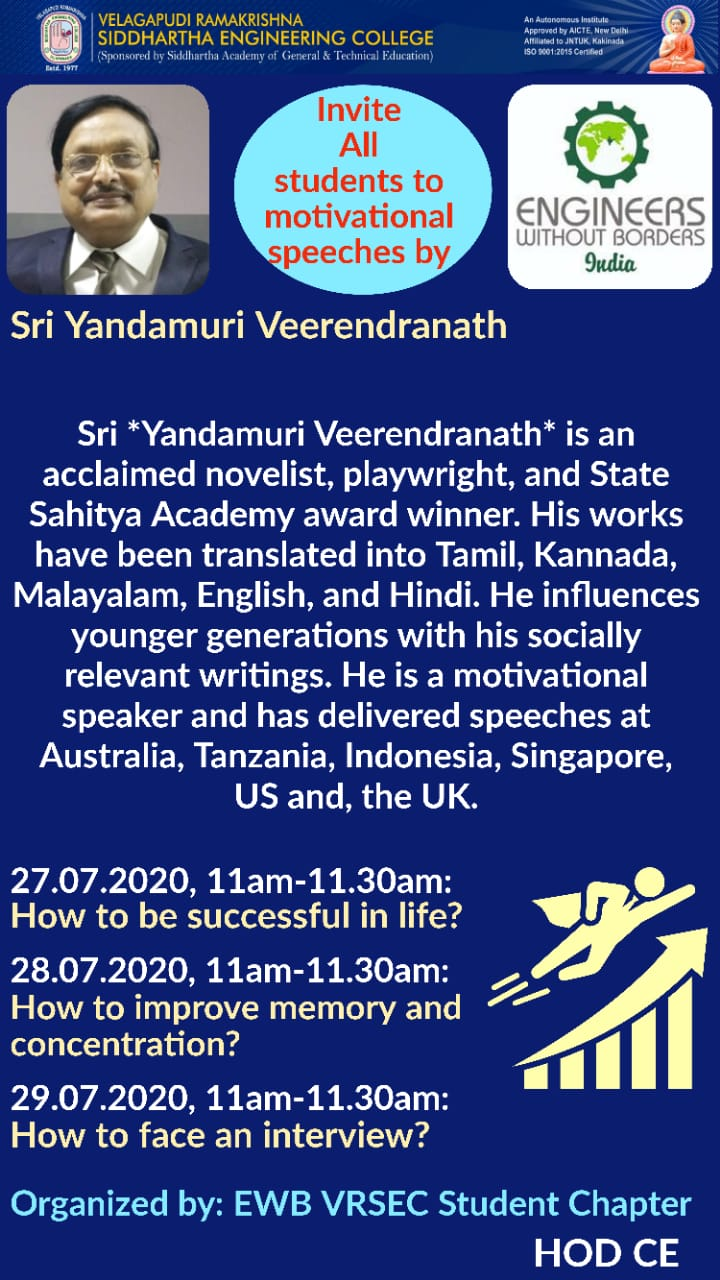 VELAGAPUDI RAMAKRISHNA
SIDDHARTHA ENGINEERING COLLEGE
(Sponsored by Siddhartha Academy of General & Technical Education)
Estd. 1977
An Autonomous Institute
Approved by AICTE, New Delhi
Affiliated to JNTUK, Kakinada
ISO 9001:2015 Certified
Invite
All
students to
motivational
speeches by
ENGINEERS
WITHOUT BORDERS
India
Sri Yandamuri Veerendranath
Sri *Yandamuri Veerendranath* is an
acclaimed novelist, playwright, and State
Sahitya Academy award winner. His works
have been translated into Tamil, Kannada,
Malayalam, English, and Hindi. He influences
younger generations with his socially
relevant writings. He is a motivational
speaker and has delivered speeches at
Australia, Tanzania, Indonesia, Singapore,
US and, the UK.
27.07.2020, 11am-11.30am:
How to be successful in life?
28.07.2020, 11am-11.30am:
How to improve memory and
concentration?
29.07.2020, 11am-11.30am:
How to face an interview?
Organized by: EWB VRSEC Student Chapter
HOD CE